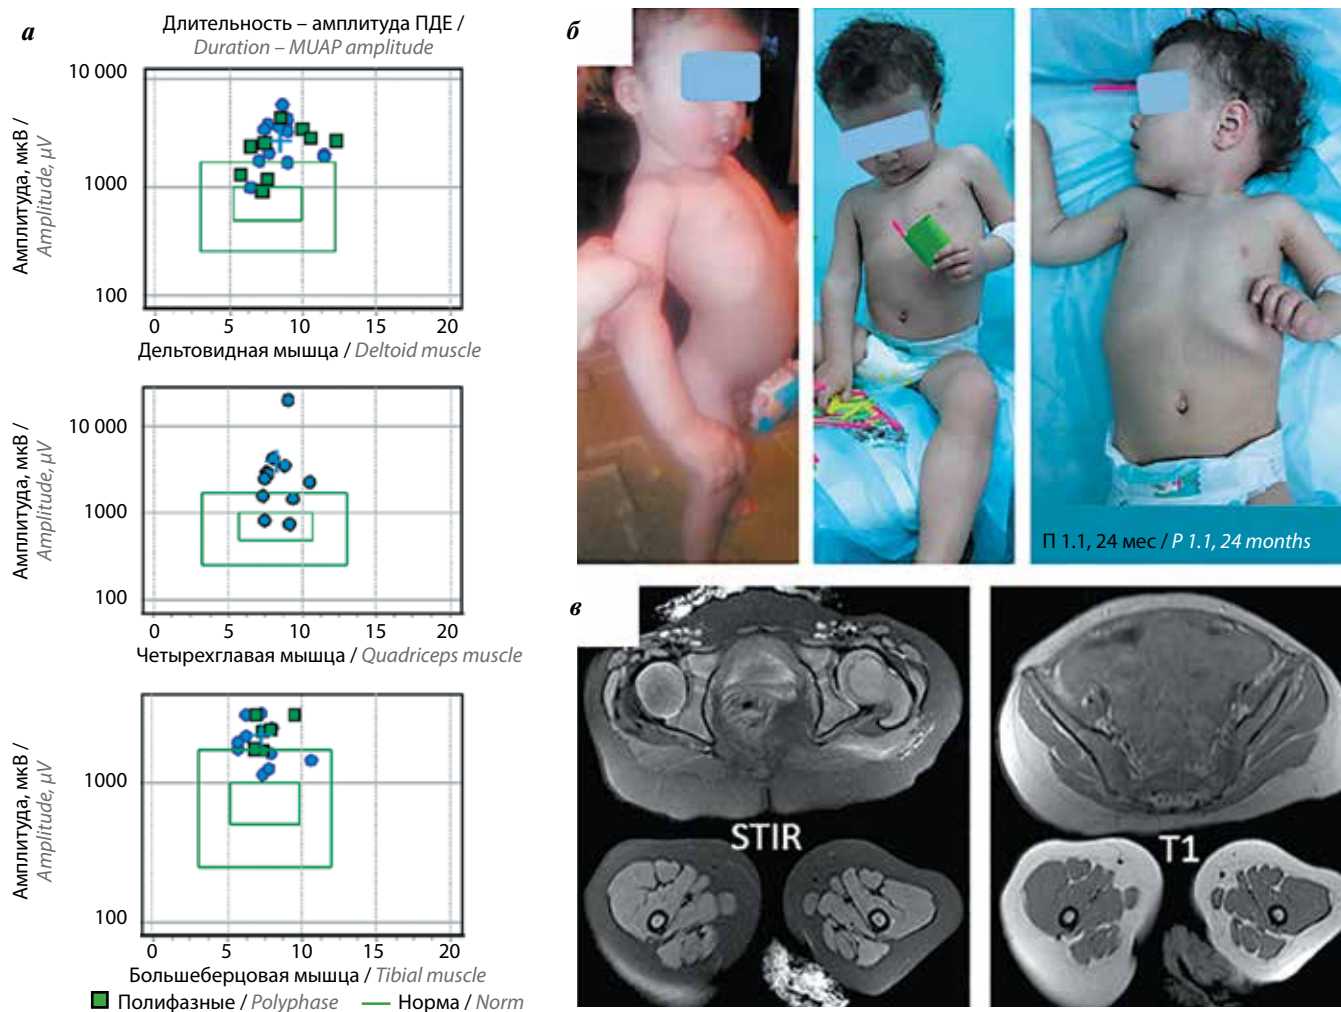 а
Длительность – амплитуда ПДЕ /
Duration – MUAP amplitude
Амплитуда, мкВ /
Amplitude, µV
10 000
1000
100
0 5 10 15 20
Дельтовидная мышца / Deltoid muscle
Амплитуда, мкВ /
Amplitude, µV
10 000
1000
100
0 5 10 15 20
Четырехглавая мышца / Quadriceps muscle
Амплитуда, мкВ /
Amplitude, µV
1000
100
0 5 10 15 20
Большеберцовая мышца / Tibial muscle
Полифазные / Polyphase
Норма / Norm
б
П 1.1, 24 мес / P 1.1, 24 months
в
STIR
T1